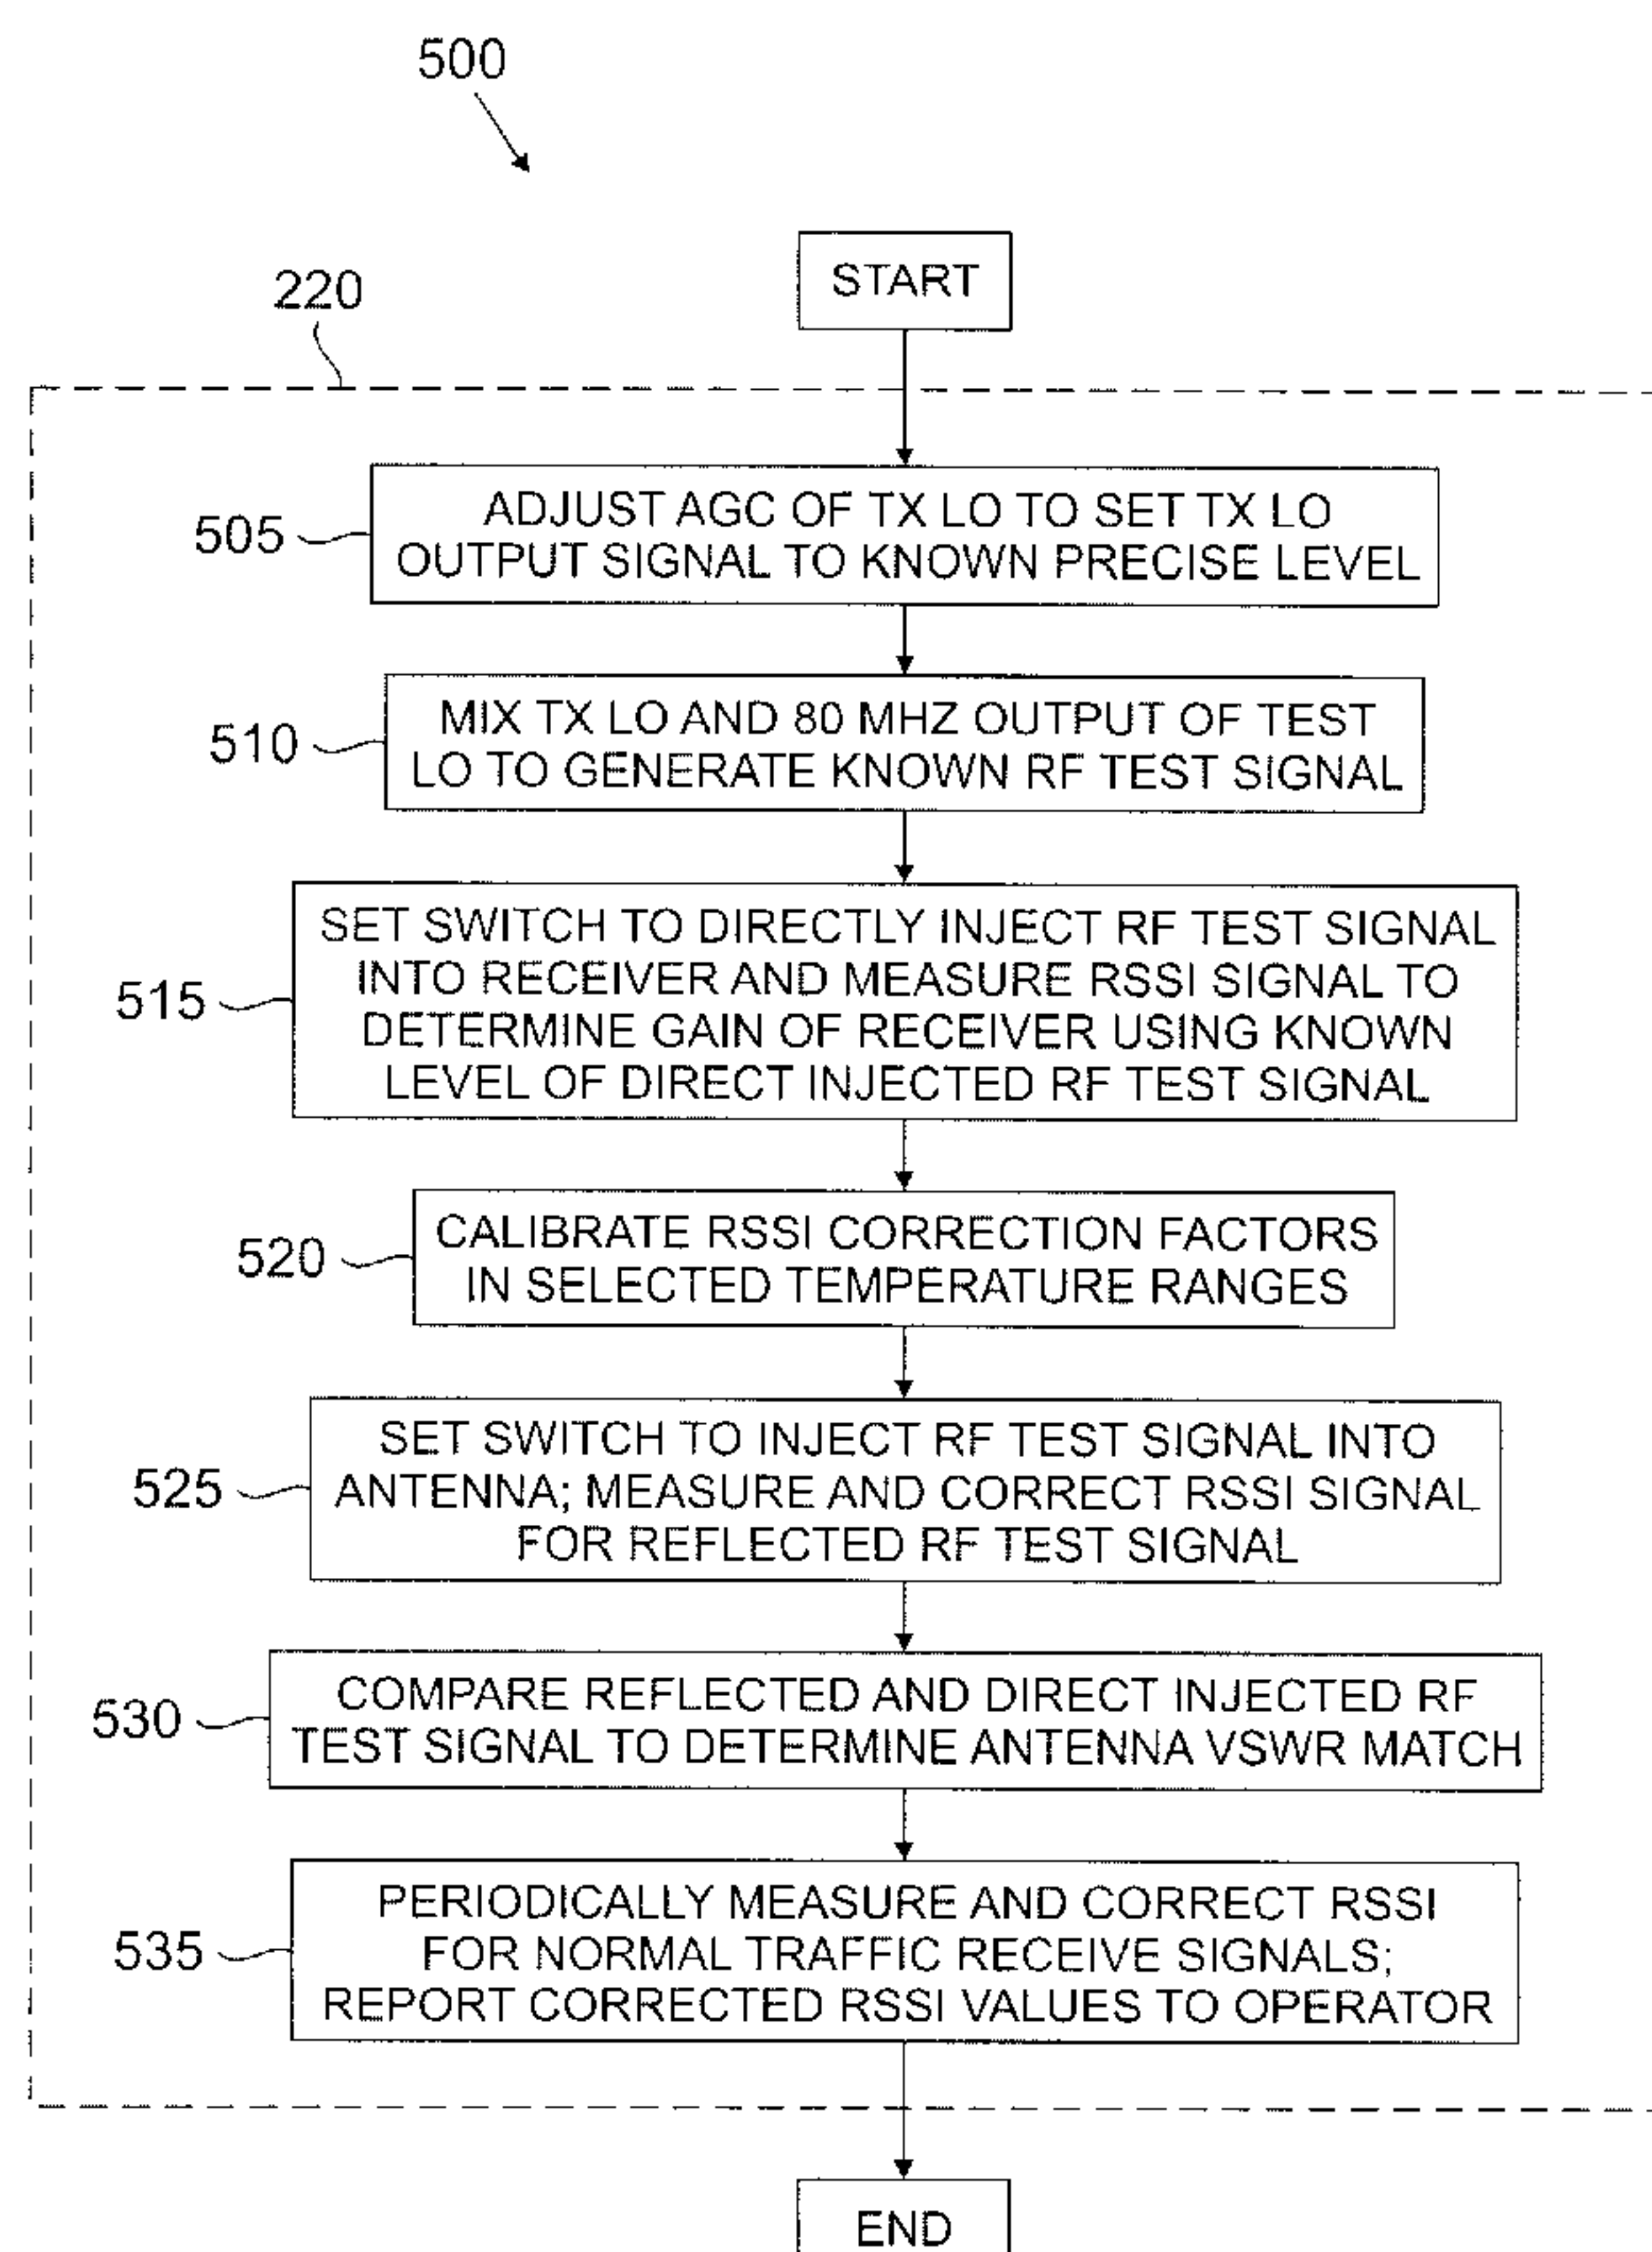 500
START
220
505
ADJUST AGC OF TX LO TO SET TX LO
OUTPUT SIGNAL TO KNOWN PRECISE LEVEL
510
MIX TX LO AND 80 MHZ OUTPUT OF TEST
LO TO GENERATE KNOWN RF TEST SIGNAL
515
SET SWITCH TO DIRECTLY INJECT RF TEST SIGNAL
INTO RECEIVER AND MEASURE RSSI SIGNAL TO
DETERMINE GAIN OF RECEIVER USING KNOWN
LEVEL OF DIRECT INJECTED RF TEST SIGNAL
520
CALIBRATE RSSI CORRECTION FACTORS
IN SELECTED TEMPERATURE RANGES
525
SET SWITCH TO INJECT RF TEST SIGNAL INTO
ANTENNA; MEASURE AND CORRECT RSSI SIGNAL
FOR REFLECTED RF TEST SIGNAL
530
COMPARE REFLECTED AND DIRECT INJECTED RF
TEST SIGNAL TO DETERMINE ANTENNA VSWR MATCH
535
PERIODICALLY MEASURE AND CORRECT RSSI
FOR NORMAL TRAFFIC RECEIVE SIGNALS;
REPORT CORRECTED RSSI VALUES TO OPERATOR
END